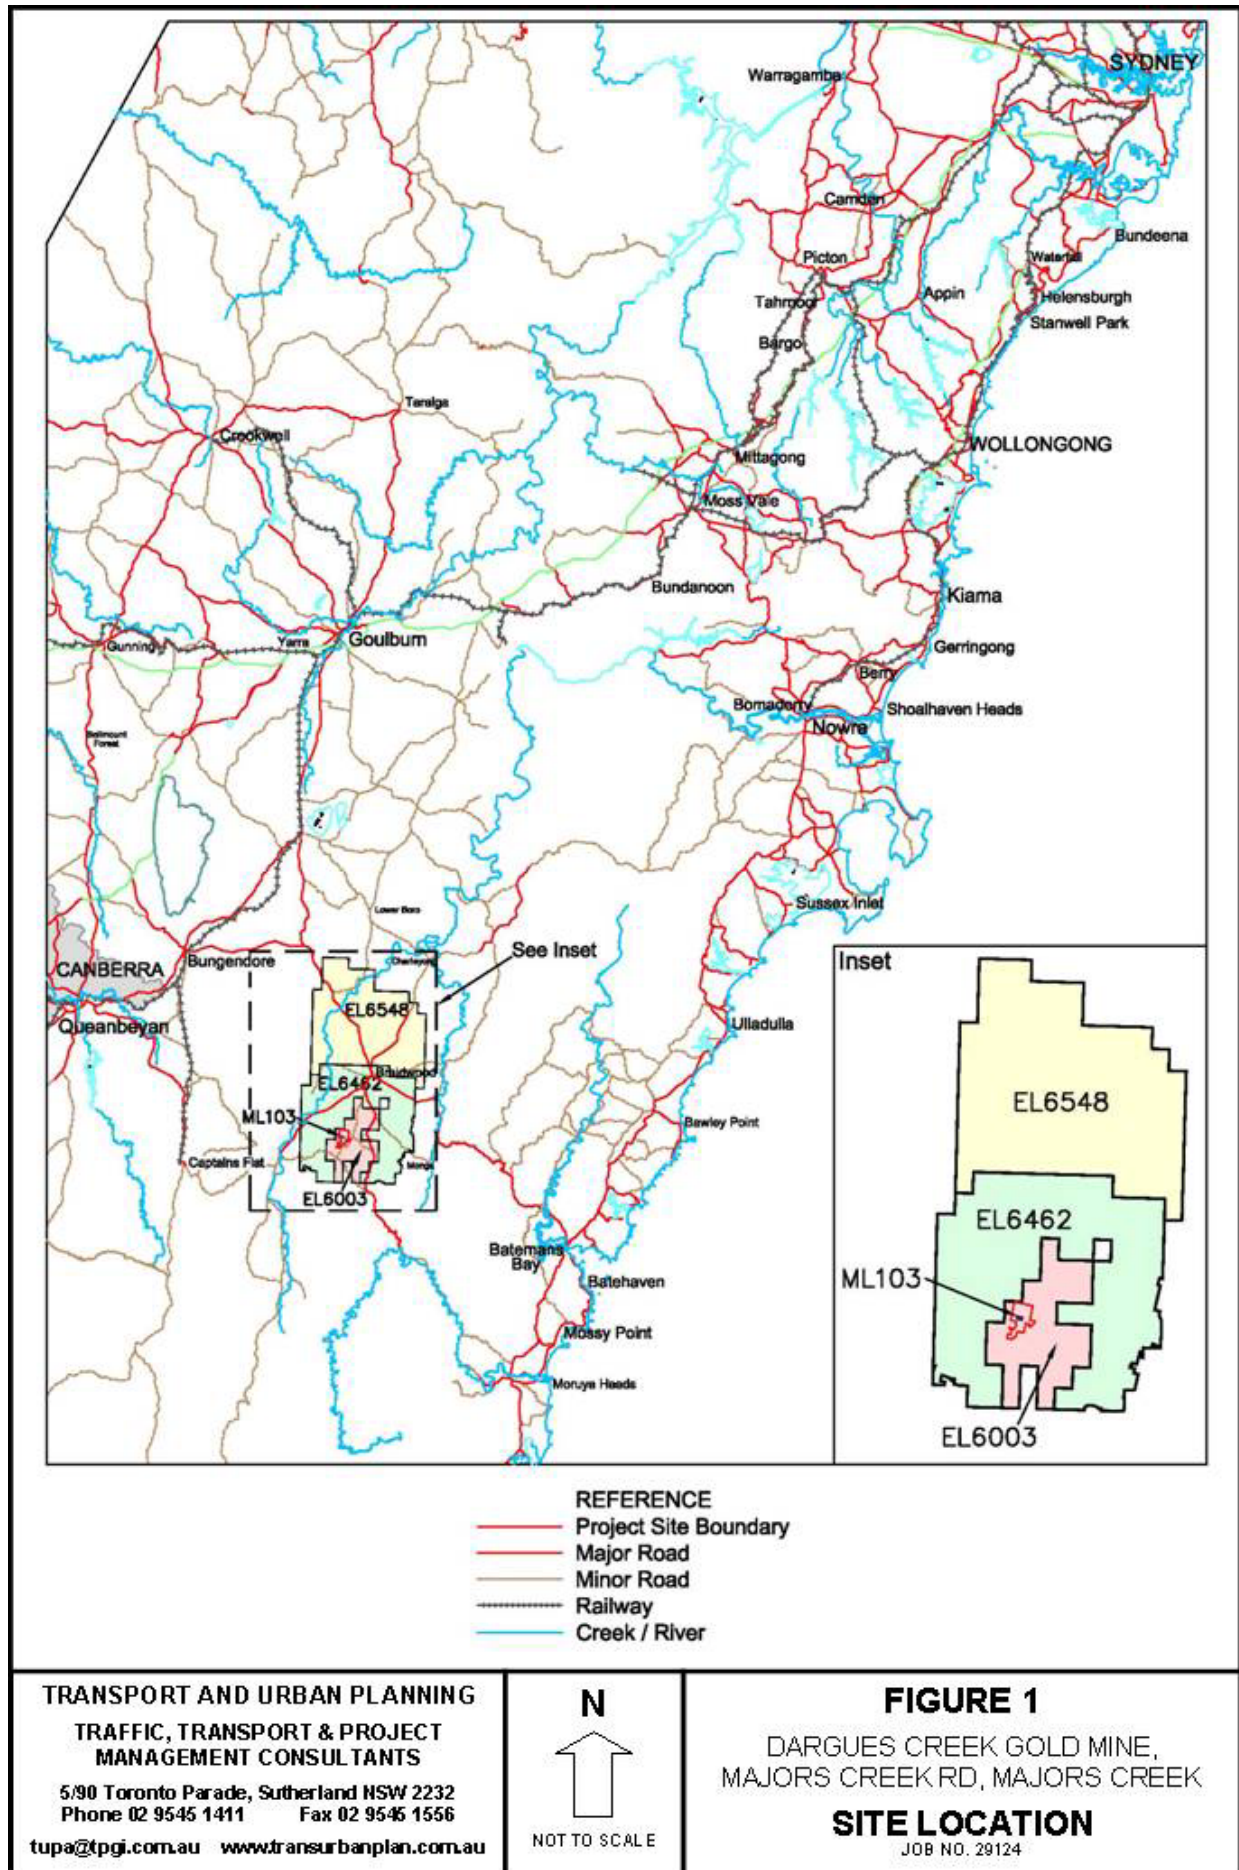 SYDNEY
Warragamba
Camden
Bundeena
Picton
Waterfall
Tahmoor
Appin
Helensburgh
Stanwell Park
Bargo
Taralga
Crookwell
WOLLONGONG
Mittagong
Moss Vale
Bundanoon
Kiama
Gunning
Yarra
Goulburn
Gerringong
Berry
Bomaderry
Shoalhaven Heads
Nowra
Forest
Lower Boro
Sussex Inlet
See Inset
Inset
CANBERRA
Bungendore
Charleyong
EL6548
Queanbeyan
Ulladulla
Braidwood
EL6462
ML103
Bawley Point
Captains Flat
Monga
EL6003
Batemans
Bay
Batehaven
Mossy Point
Moruya Heads
EL6548
EL6462
ML103
EL6003
REFERENCE
Project Site Boundary
Major Road
Minor Road
Railway
Creek / River
TRANSPORT AND URBAN PLANNING
TRAFFIC, TRANSPORT & PROJECT
MANAGEMENT CONSULTANTS
5/90 Toronto Parade, Sutherland NSW 2232
Phone 02 9545 1411 Fax 02 9545 1556
tupa@tpgi.com.au www.transurbanplan.com.au
N
NOT TO SCALE
FIGURE 1
DARGUES CREEK GOLD MINE,
MAJORS CREEK RD, MAJORS CREEK
SITE LOCATION
JOB NO. 29124